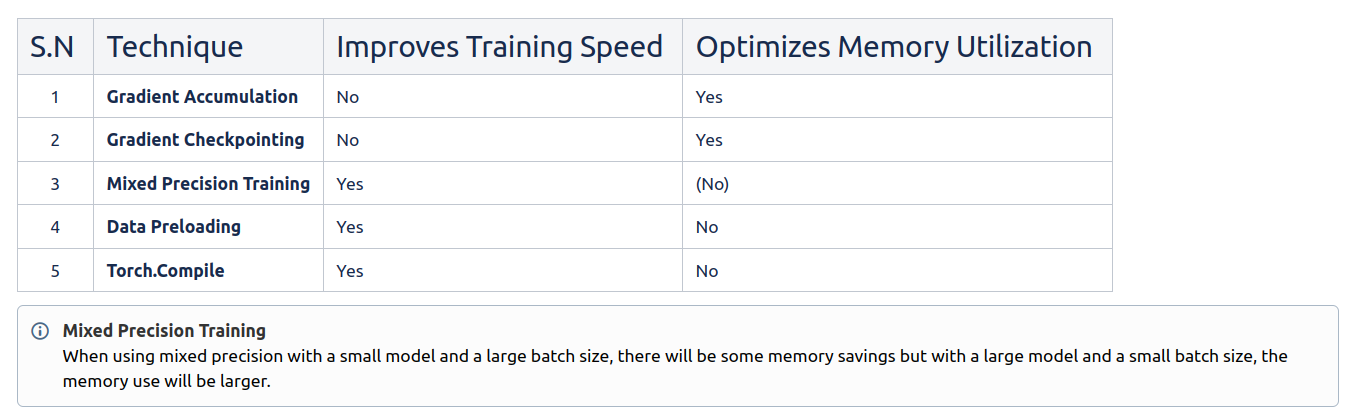 S.N Technique Improves Training Speed Optimizes Memory Utilization
1 Gradient Accumulation No Yes
2 Gradient Checkpointing No Yes
3 Mixed Precision Training Yes (No)
4 Data Preloading Yes No
5 Torch.Compile Yes No
Mixed Precision Training
When using mixed precision with a small model and a large batch size, there will be some memory savings but with a large model and a small batch size, the
memory use will be larger.